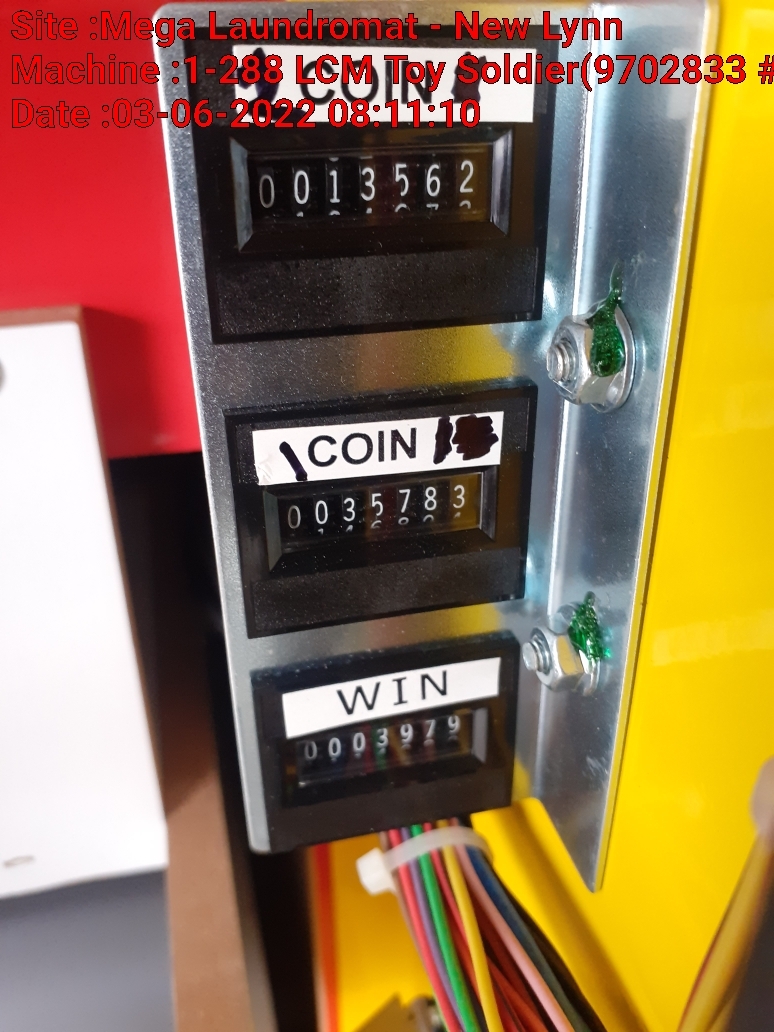 Site :Mega Laundromat - New Lynn
Machine :1-288 LCM Toy Soldier(9702833 #
Date :03-06-2022 08:11:10
COIN
0013562
COIN
0035783
WIN
0003979